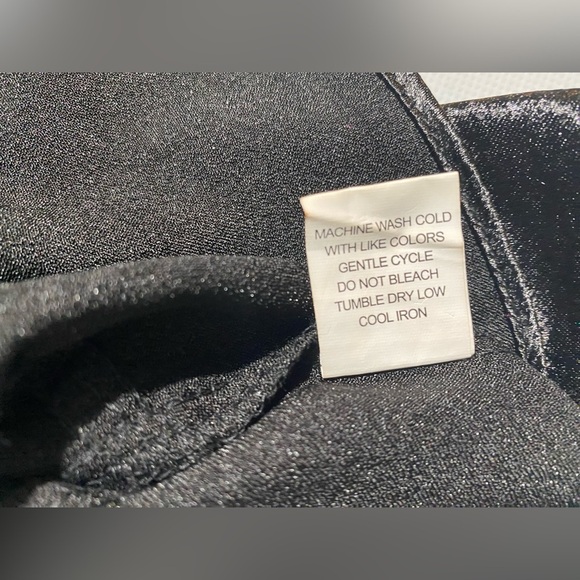 MACHINE WASH COLD
WITH LIKE COLORS
GENTLE CYCLE
DO NOT BLEACH
TUMBLE DRY LOW
COOL IRON